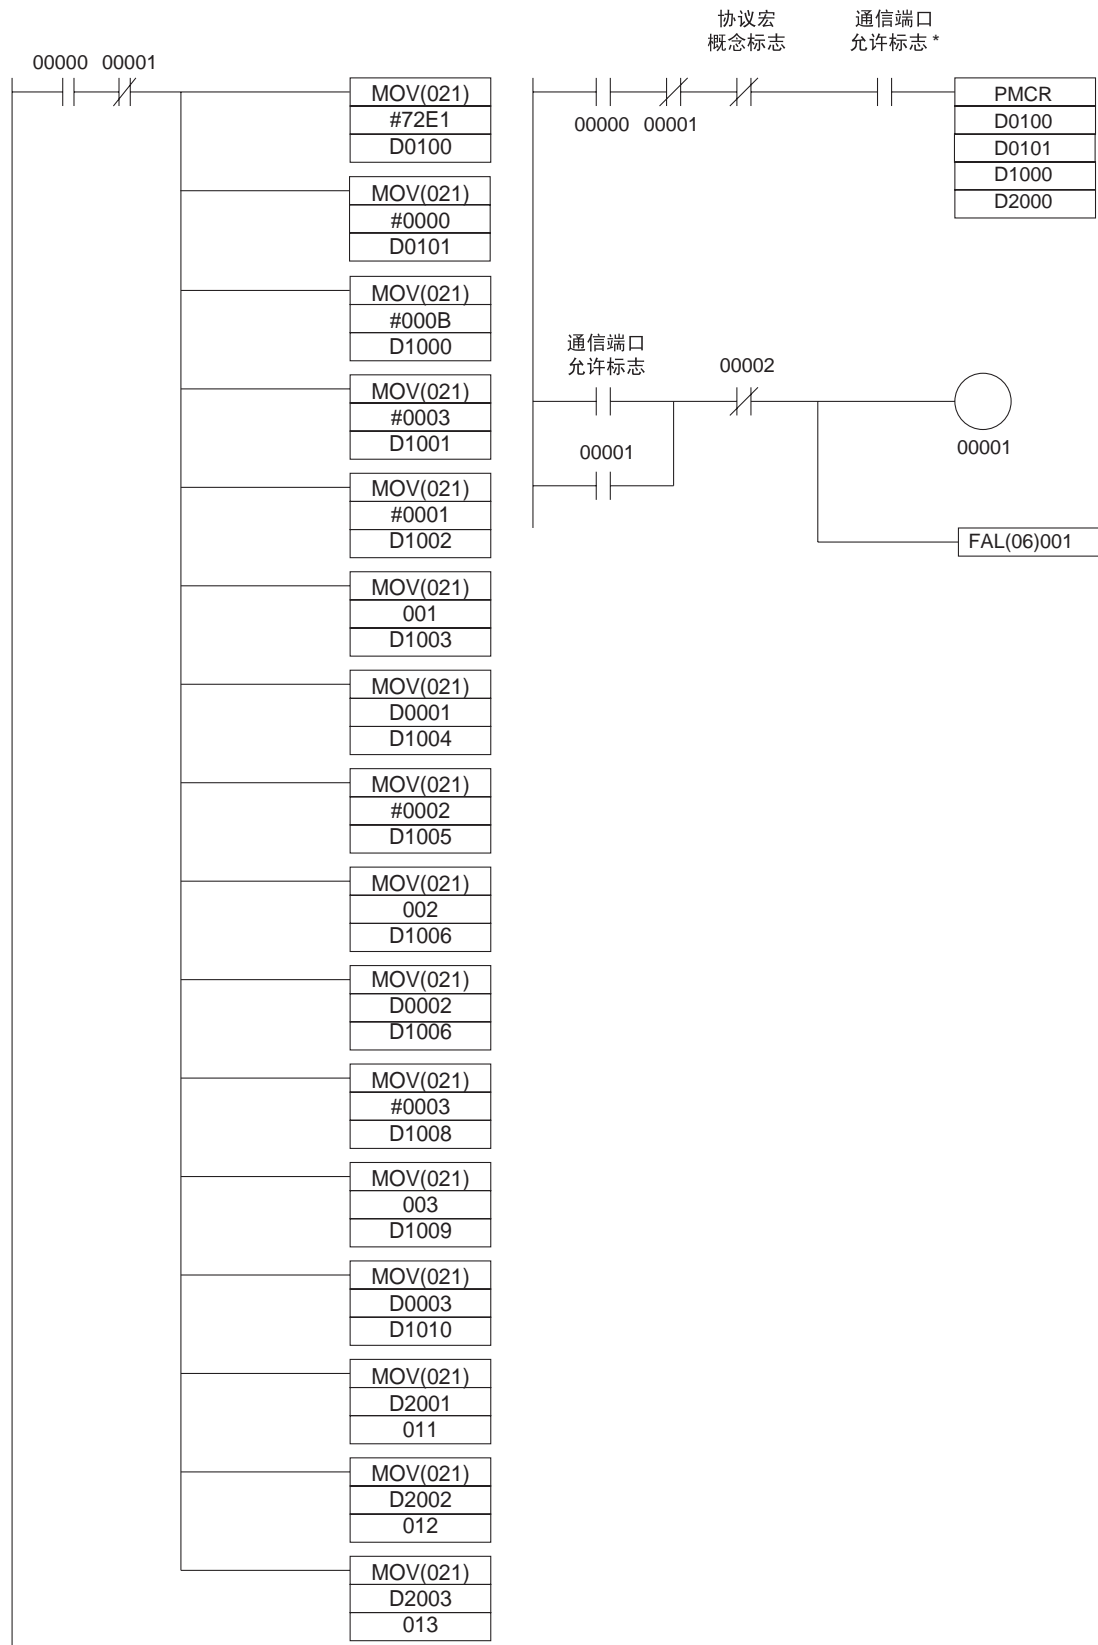 00000 00001
MOV(021)
#72E1
D0100
MOV(021)
#0000
D0101
MOV(021)
#000B
D1000
MOV(021)
#0003
D1001
MOV(021)
#0001
D1002
MOV(021)
001
D1003
MOV(021)
D0001
D1004
MOV(021)
#0002
D1005
MOV(021)
002
D1006
MOV(021)
D0002
D1006
MOV(021)
#0003
D1008
MOV(021)
003
D1009
MOV(021)
D0003
D1010
MOV(021)
D2001
011
MOV(021)
D2002
012
MOV(021)
D2003
013
协议宏
概念标志
通信端口
允许标志 *
00000 00001
PMCR
D0100
D0101
D1000
D2000
通信端口
允许标志
00002
00001
00001
FAL(06)001